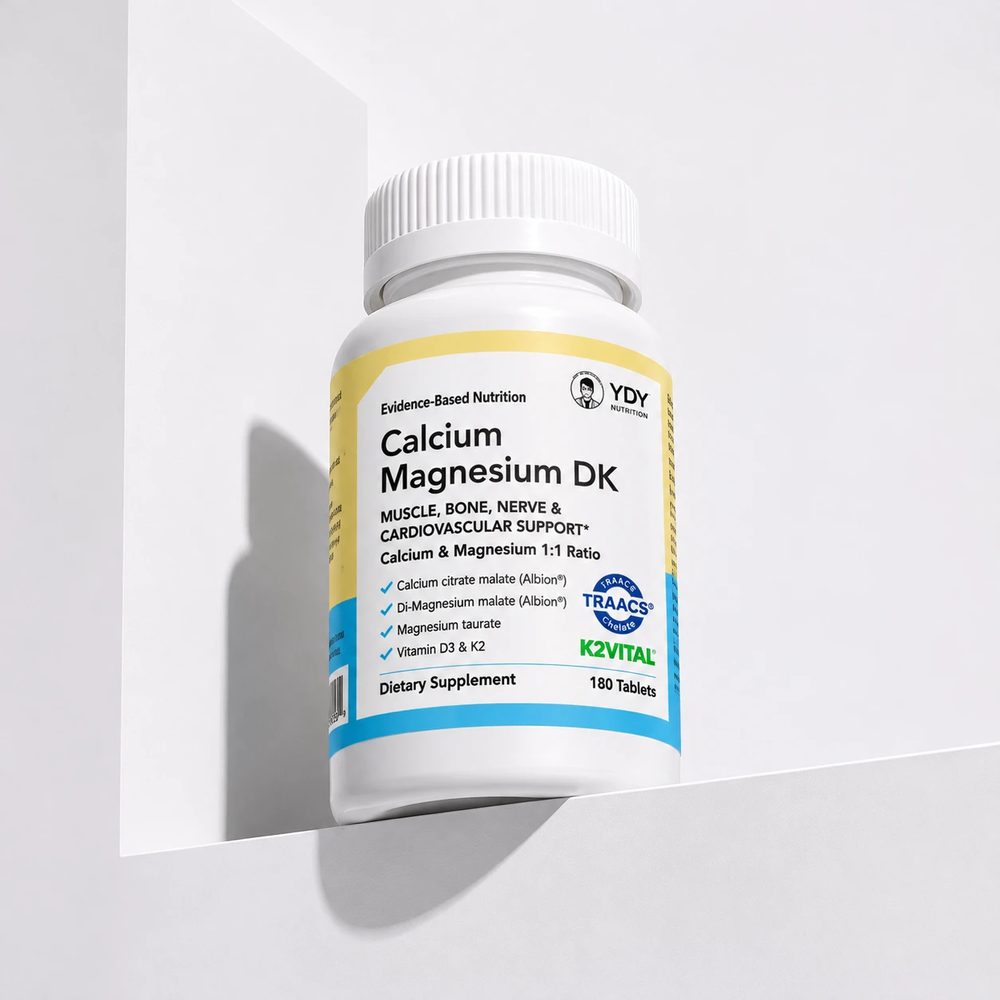 Evidence-Based Nutrition
YDY
NUTRITION
Calcium
Magnesium DK
MUSCLE, BONE, NERVE &
CARDIOVASCULAR SUPPORT*
Calcium & Magnesium 1:1 Ratio
Calcium citrate malate (Albion®)
Di-Magnesium malate (Albion®)
Magnesium taurate
Vitamin D3 & K2
TRAACS®
Chelate
K2VITAL®
Dietary Supplement
180 Tablets